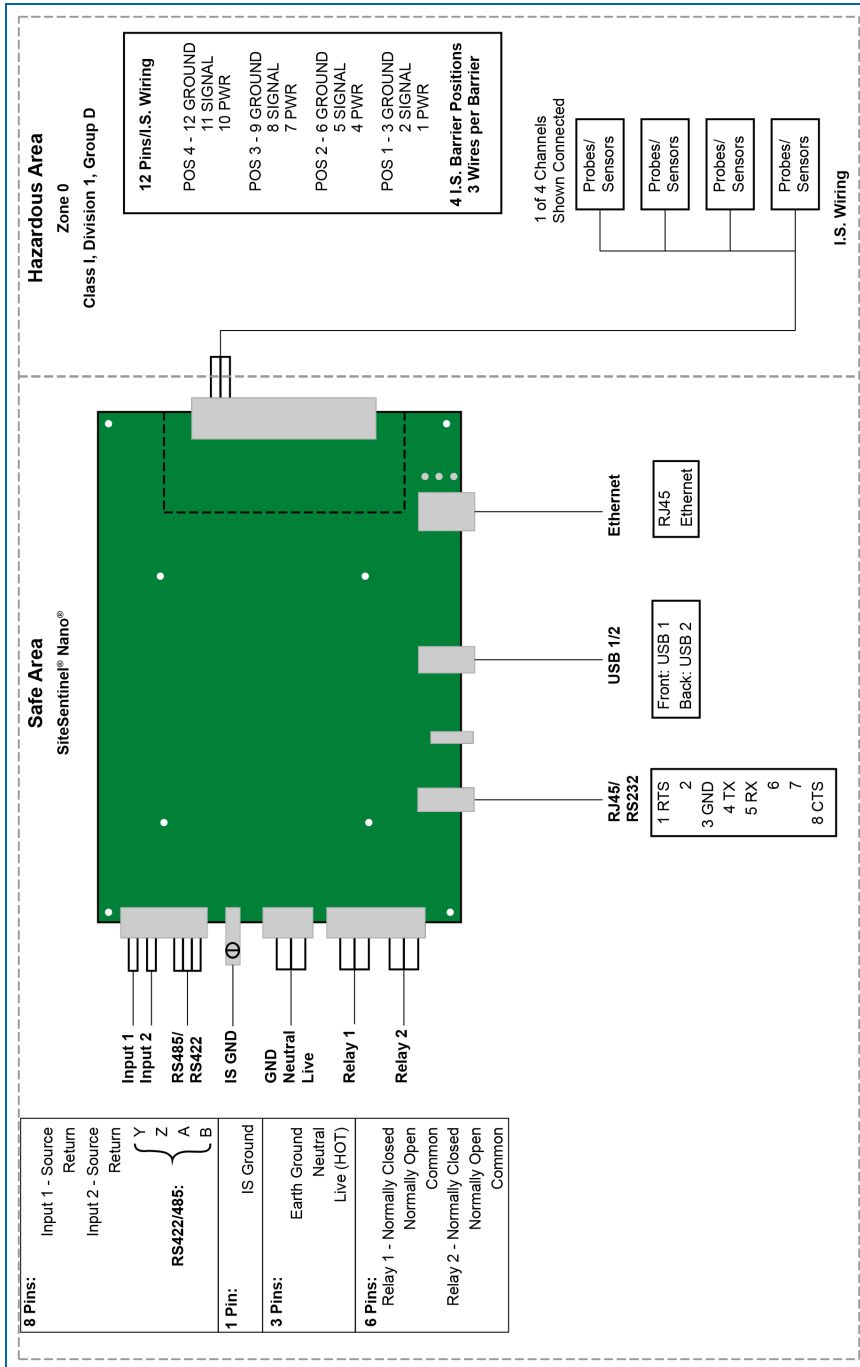 Hazardous Area
Zone 0
Class I, Division 1, Group D
12 Pins/I.S. Wiring
POS 4 - 12 GROUND
11 SIGNAL
10 PWR
POS 3 - 9 GROUND
8 SIGNAL
7 PWR
POS 2 - 6 GROUND
5 SIGNAL
4 PWR
POS 1 - 3 GROUND
2 SIGNAL
1 PWR
4 I.S. Barrier Positions
3 Wires per Barrier
1 of 4 Channels
Shown Connected
Probes/
Sensors
Probes/
Sensors
Probes/
Sensors
Probes/
Sensors
I.S. Wiring
Safe Area
SiteSentinel® Nano®
Ethernet
RJ45
Ethernet
USB 1/2
Front: USB 1
Back: USB 2
RJ45/
RS232
1 RTS
2
3 GND
4 TX
5 RX
6
7
8 CTS
Input 1
Input 2
RS485/
RS422
IS GND
GND
Neutral
Live
Relay 1
Relay 2
8 Pins:
Input 1 - Source
Return
Input 2 - Source
Return
RS422/485:
Y
Z
A
B
1 Pin:
IS Ground
3 Pins:
Earth Ground
Neutral
Live (HOT)
6 Pins:
Relay 1 - Normally Closed
Normally Open
Common
Relay 2 - Normally Closed
Normally Open
Common